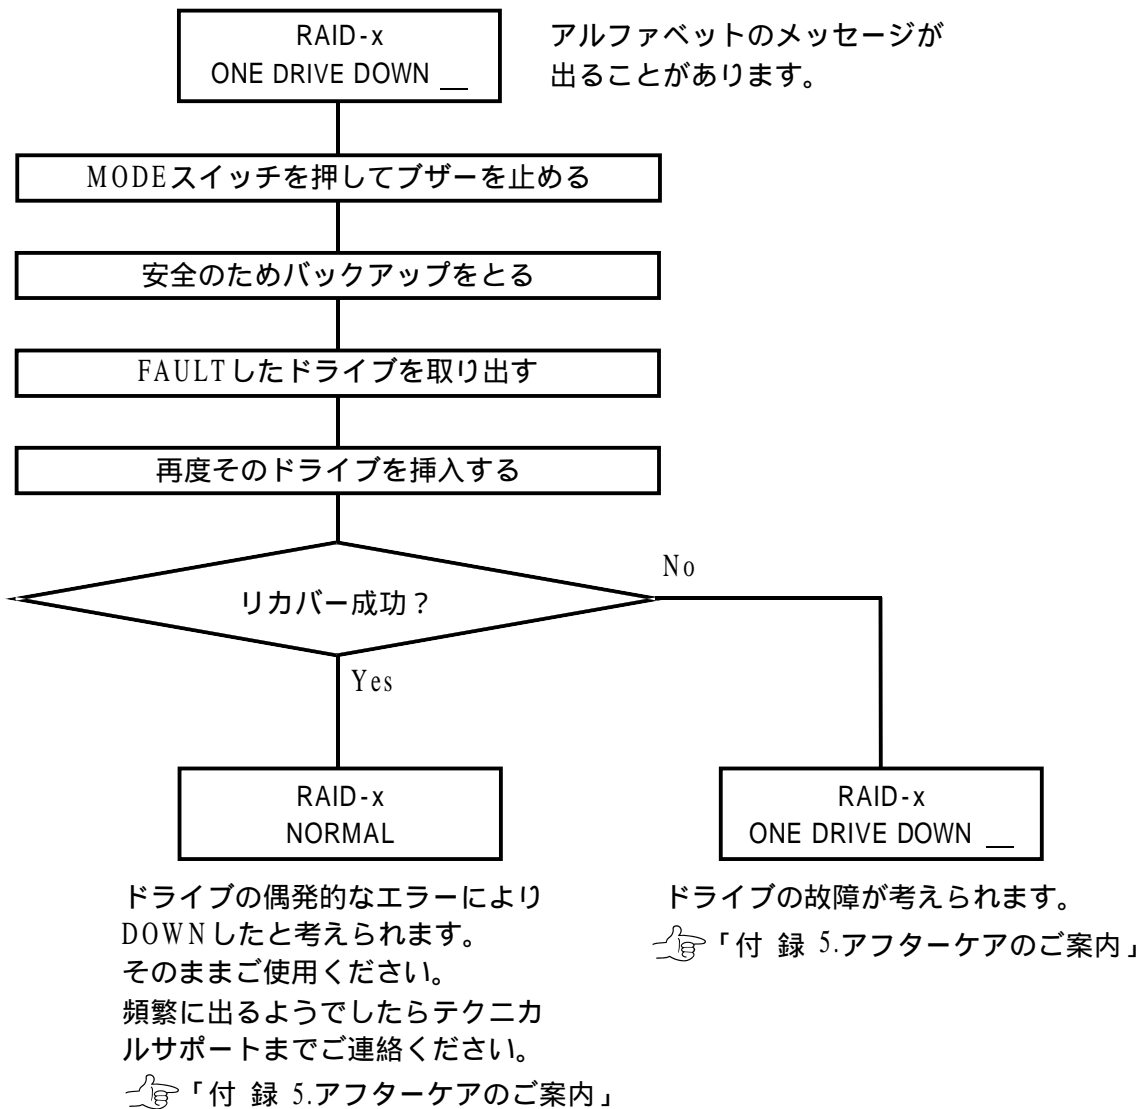 RAID-x
ONE DRIVE DOWN __
アルファベットのメッセージが
出ることがあります。
MODEスイッチを押してブザーを止める
安全のためバックアップをとる
FAULTしたドライブを取り出す
再度そのドライブを挿入する
リカバー成功？
No
Yes
RAID-x
NORMAL
ドライブの偶発的なエラーにより
DOWNしたと考えられます。
そのままご使用ください。
頻繁に出るようでしたらテクニカ
ルサポートまでご連絡ください。
「付 録 5.アフターケアのご案内」
RAID-x
ONE DRIVE DOWN __
ドライブの故障が考えられます。
「付 録 5.アフターケアのご案内」